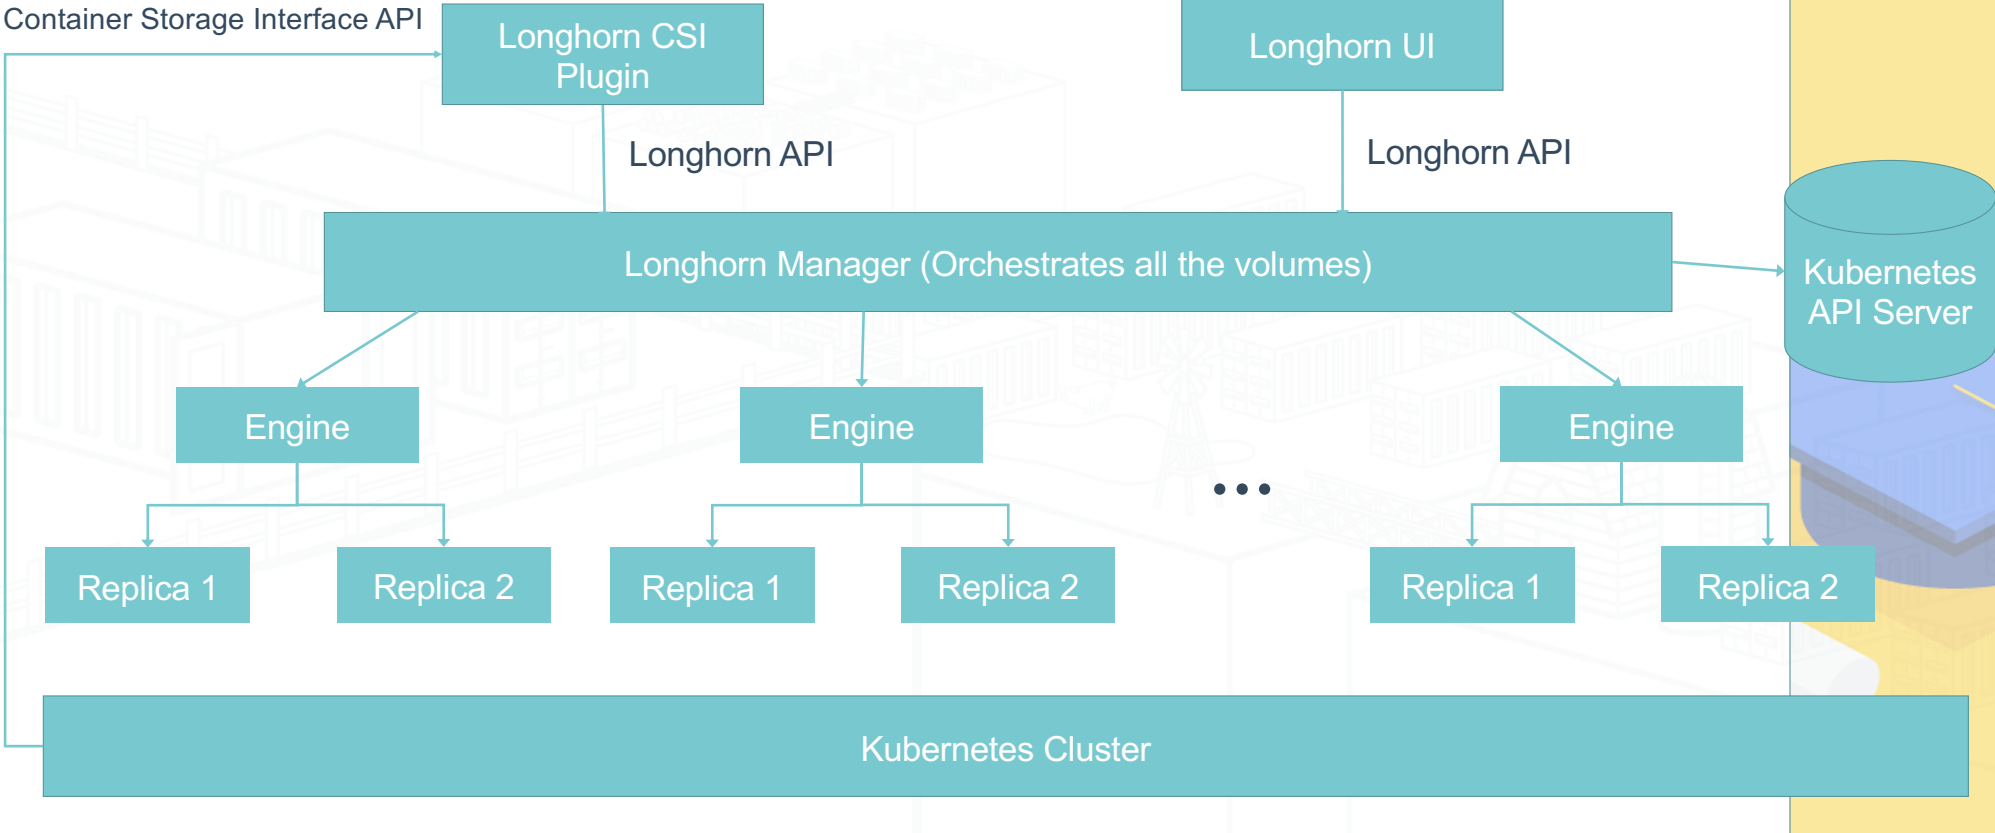 Container Storage Interface API
Longhorn CSI
Plugin
Longhorn UI
Longhorn API
Longhorn API
Longhorn Manager (Orchestrates all the volumes)
Kubernetes
API Server
Engine
Engine
Engine
...
Replica 1
Replica 2
Replica 1
Replica 2
Replica 1
Replica 2
Kubernetes Cluster